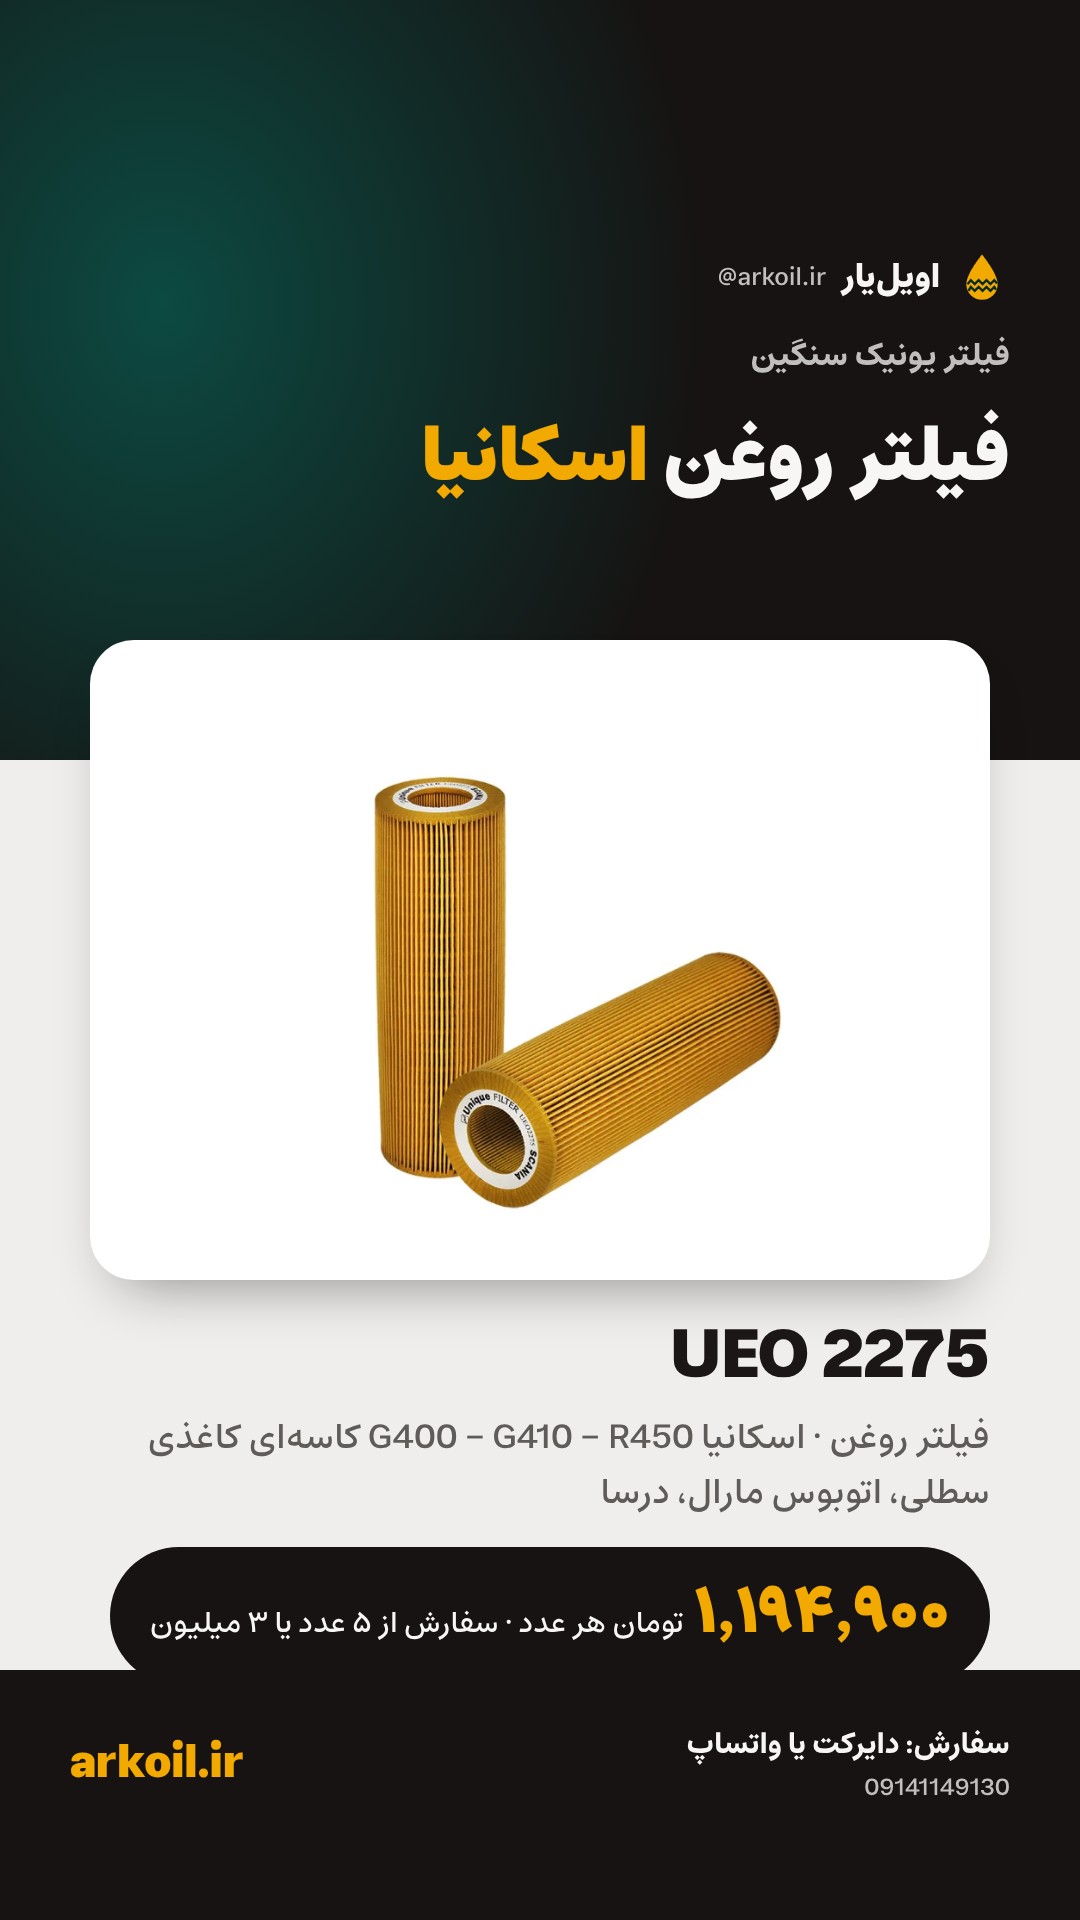 اویل‌یار @arkoil.ir
فیلتر یونیک سنگین
فیلتر روغن اسکانیا
Unique FILTER UEO2275 SCANIA
UEO 2275
فیلتر روغن · اسکانیا G400 – G410 – R450 کاسه‌ای کاغذی
سطلی، اتوبوس مارال، درسا
۱,۱۹۴,۹۰۰ تومان هر عدد · سفارش از ۵ عدد یا ۳ میلیون
سفارش: دایرکت یا واتساپ
09141149130
arkoil.ir